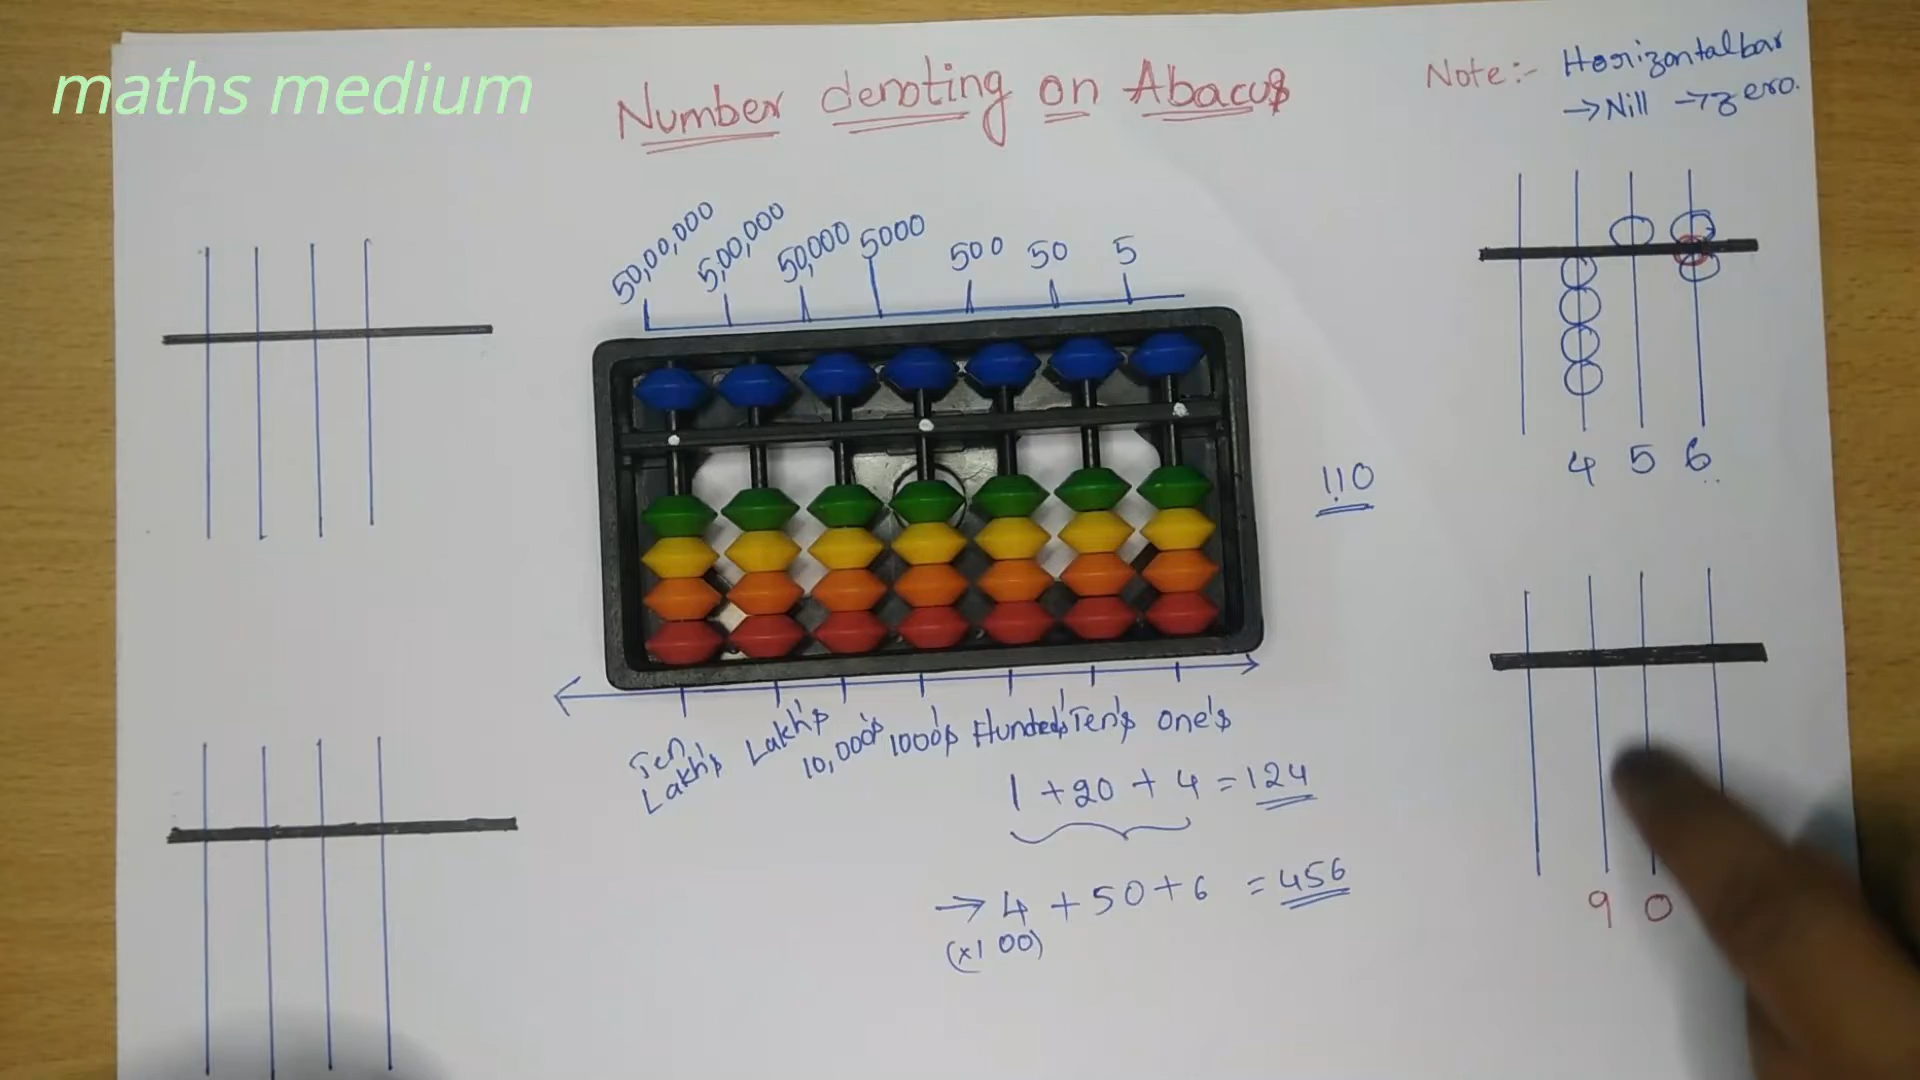 maths medium
Number denoting on Abacus
Note:- Horizontal bar
→ Nill → zero.
50,00,000 5,00,000 50,000 5000 500 50 5
110
4 5 6
Ten Lakh's Lakh's 10,000's 1000's Hunded's Ten's One's
1 + 20 + 4 = 124
→ 4 + 50 + 6 = 456
(x1 00)
9 0